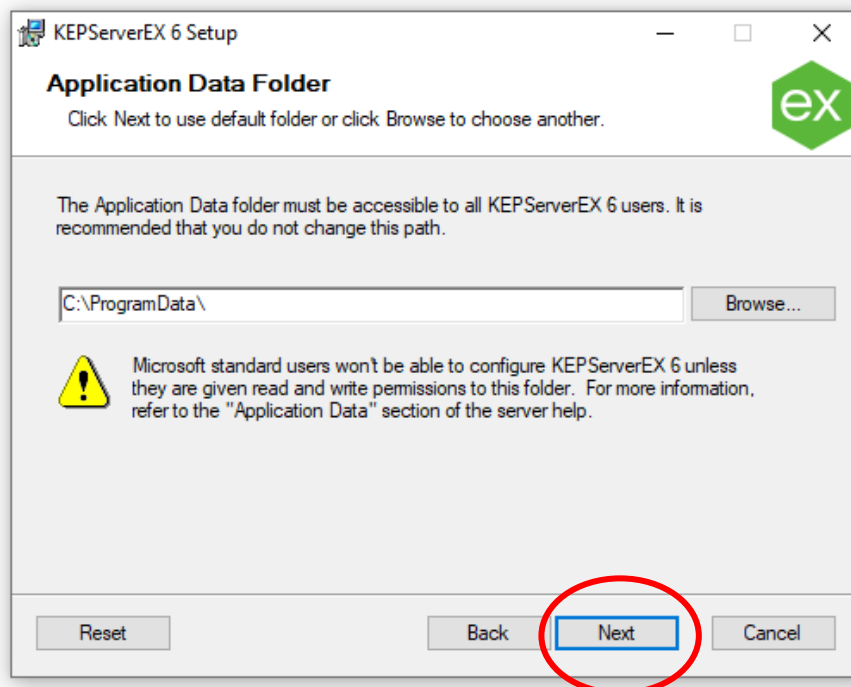 KEPServerEX 6 Setup
Application Data Folder
ex
Click Next to use default folder or click Browse to choose another.
The Application Data folder must be accessible to all KEPServerEX 6 users. It is
recommended that you do not change this path.
C:\ProgramData\
Browse...
Microsoft standard users won't be able to configure KEPServerEX 6 unless
they are given read and write permissions to this folder.  For more information,
refer to the "Application Data" section of the server help.
Reset
Back
Next
Cancel